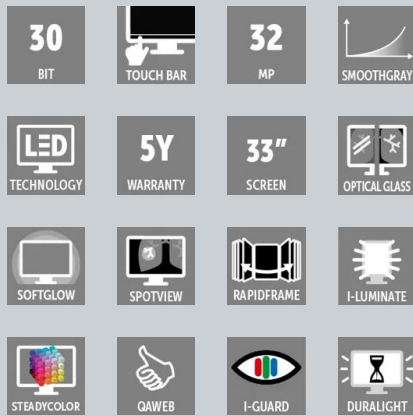 30
BIT
TOUCH BAR
32
MP
SMOOTHGRAY
LED
TECHNOLOGY
5Y
WARRANTY
33"
SCREEN
OPTICAL GLASS
SOFTGLOW
SPOTVIEW
RAPIDFRAME
I-LUMINATE
STEADYCOLOR
QAWEB
I-GUARD
DURALIGHT